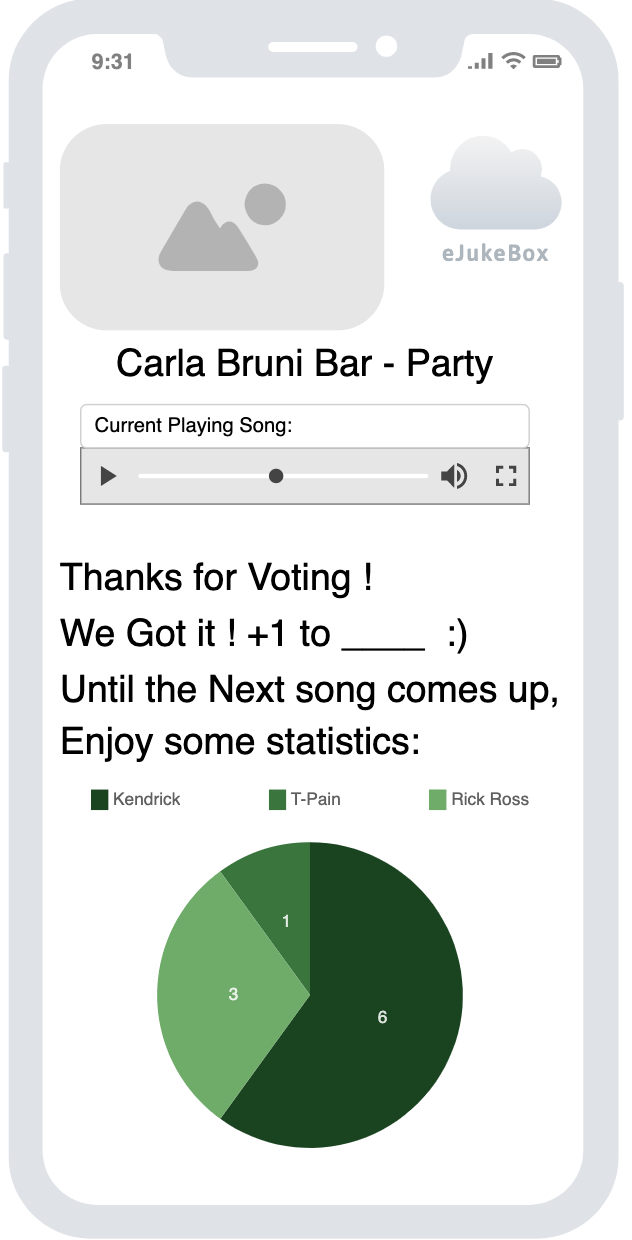 9:31
eJukeBox
Carla Bruni Bar - Party
Current Playing Song:
Thanks for Voting !
We Got it ! +1 to ____ :)
Until the Next song comes up,
Enjoy some statistics:
Kendrick T-Pain Rick Ross
1
3
6